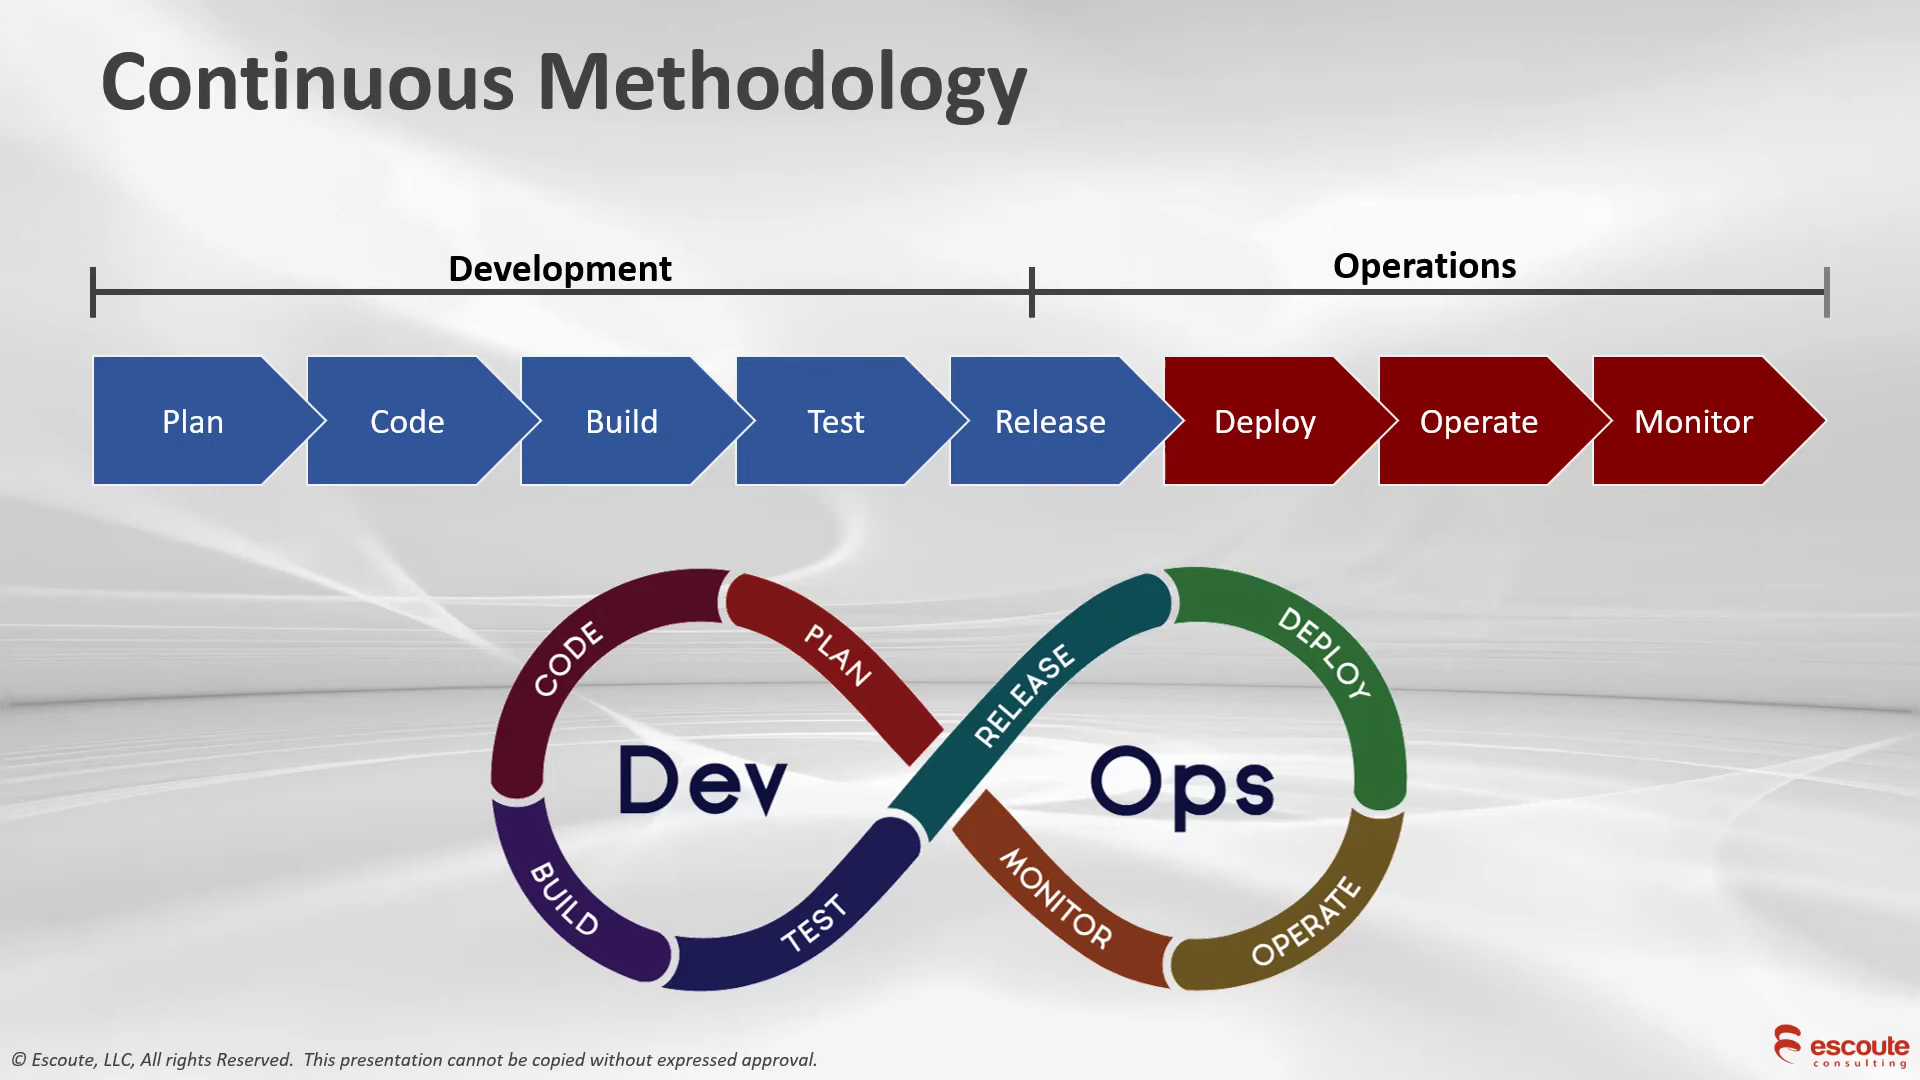 Continuous Methodology
Development
Operations
Plan
Code
Build
Test
Release
Deploy
Operate
Monitor
CODE
PLAN
RELEASE
DEPLOY
Dev
Ops
BUILD
TEST
MONITOR
OPERATE
© Escoute, LLC, All rights Reserved.  This presentation cannot be copied without expressed approval.
escoute
consulting